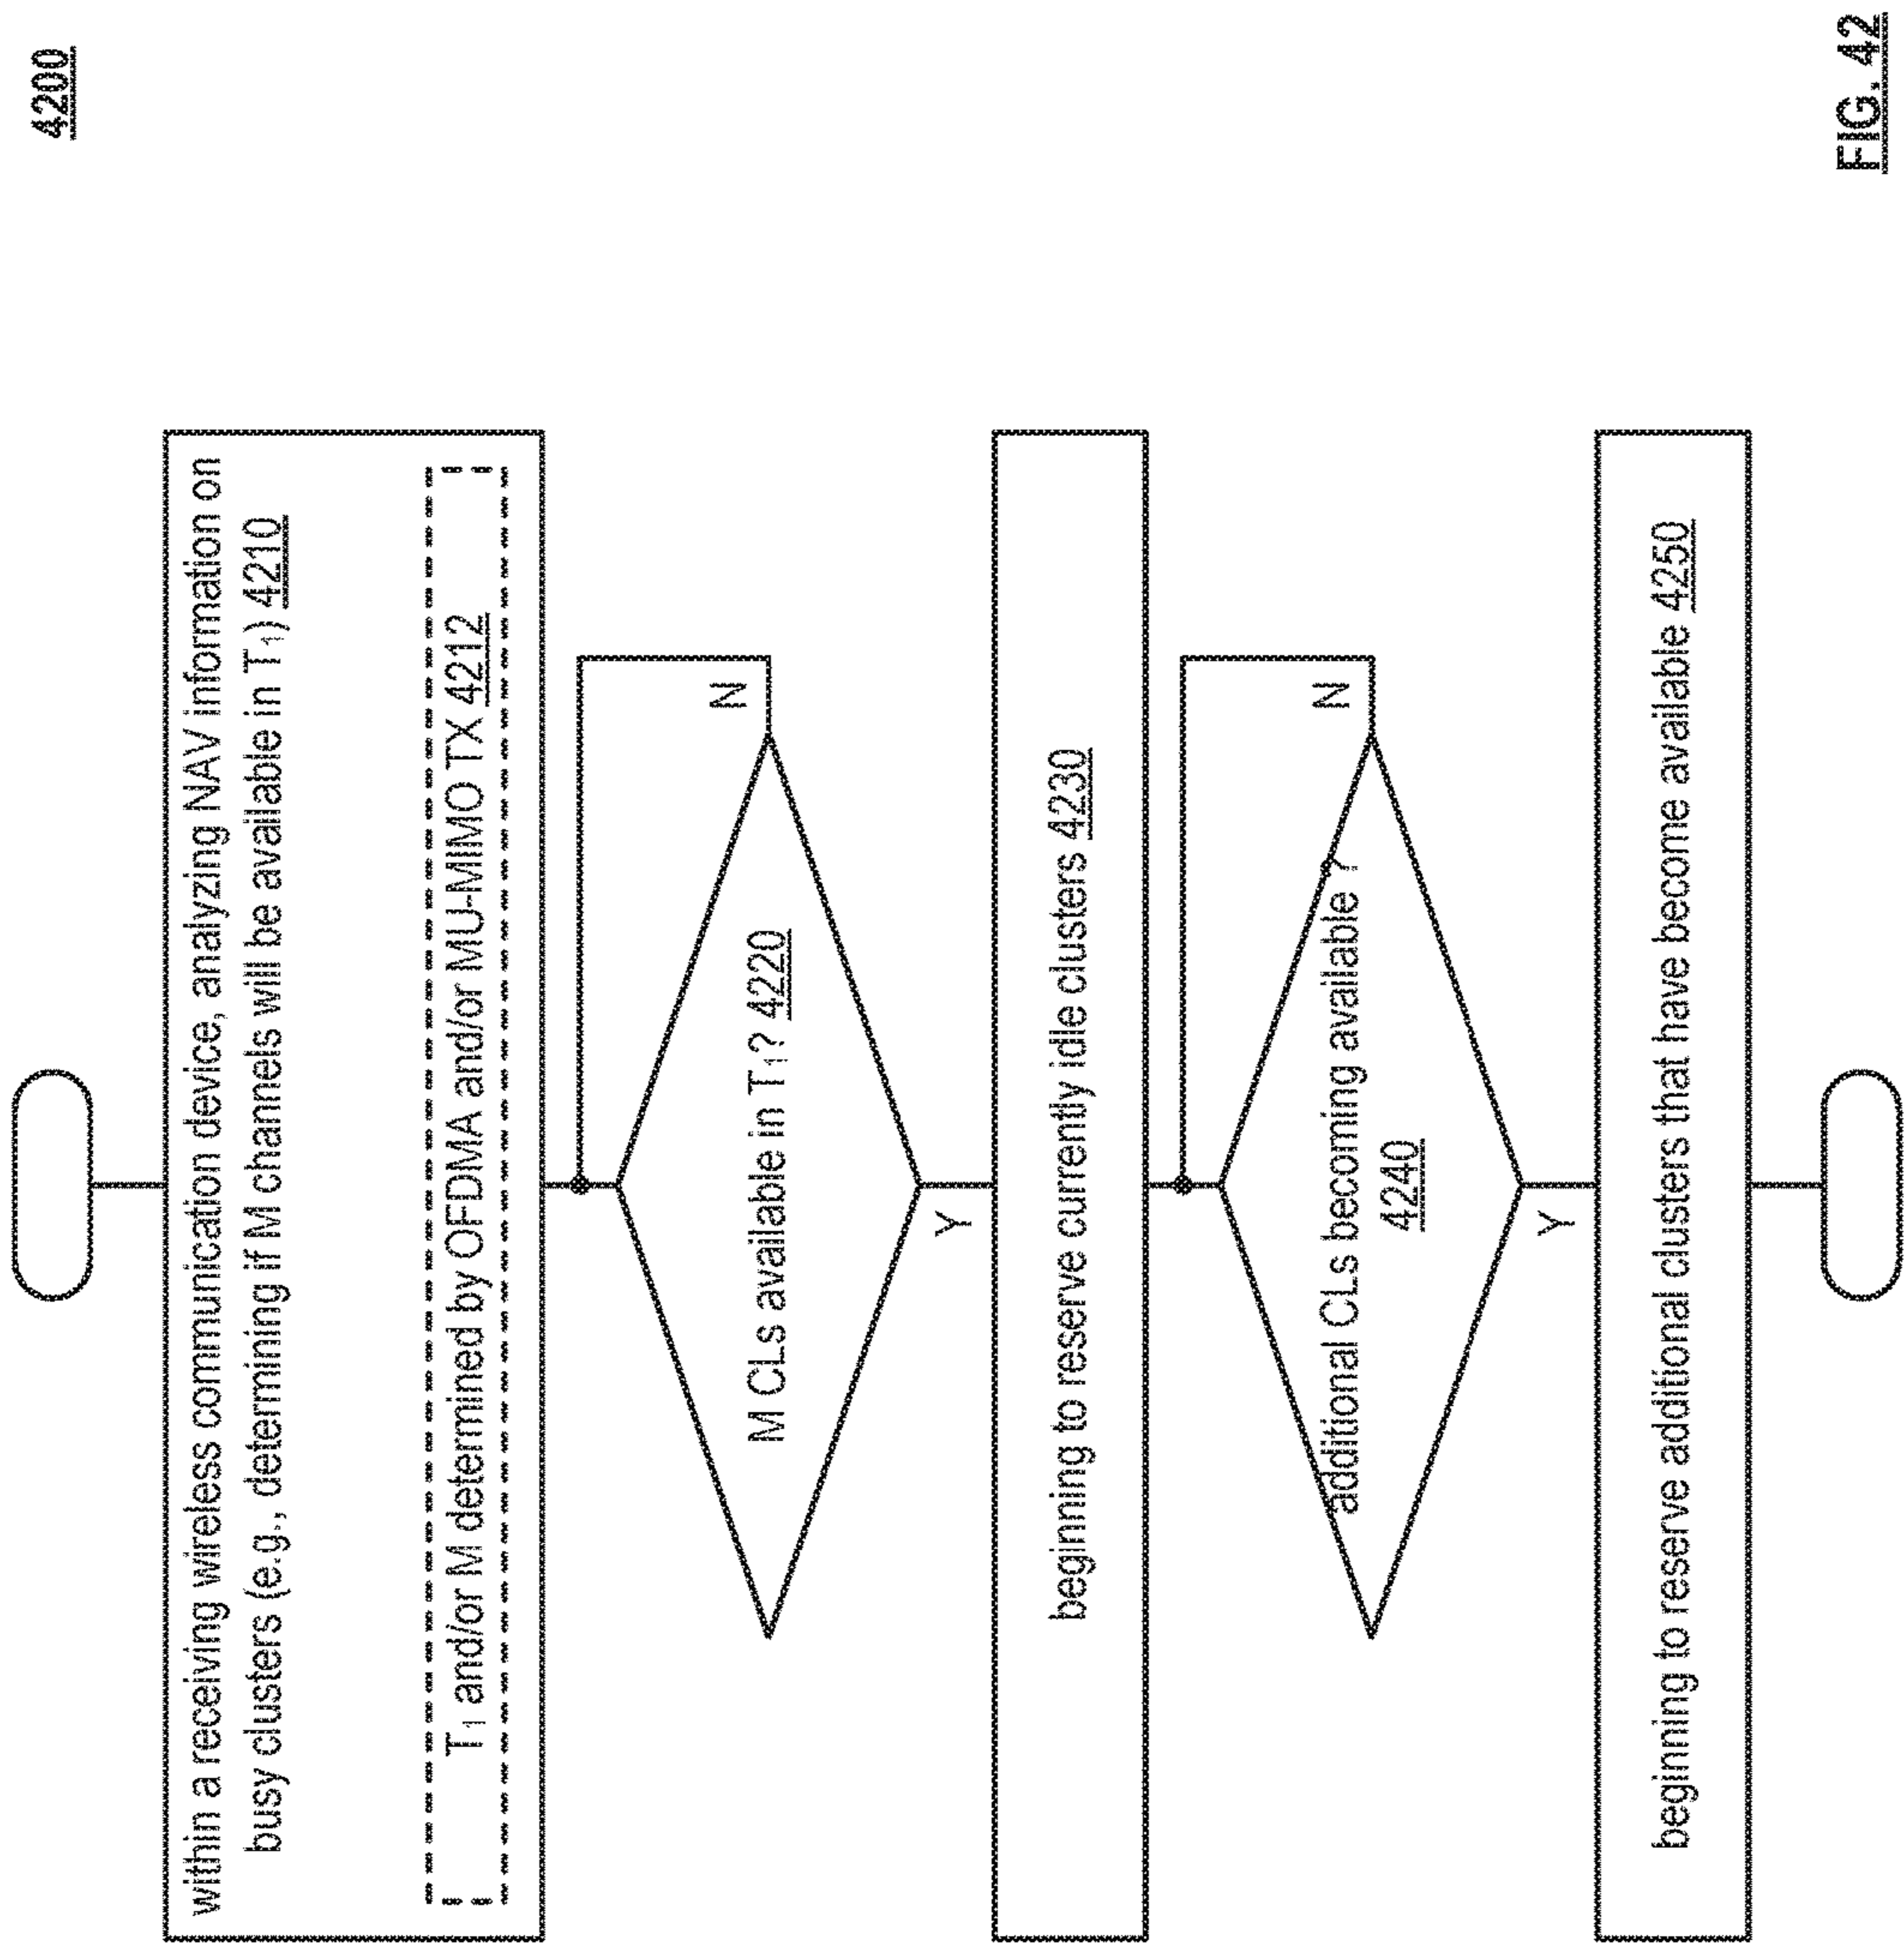 4200
within a receiving wireless communication device, analyzing NAV information on
busy clusters (e.g., determining if M channels will be available in T1) 4210
T1 and/or M determined by OFDMA and/or MU-MIMO TX 4212
M CLs available in T1? 4220
N
Y
beginning to reserve currently idle clusters 4230
additional CLs becoming available ?
4240
N
Y
beginning to reserve additional clusters that have become available 4250
FIG. 42